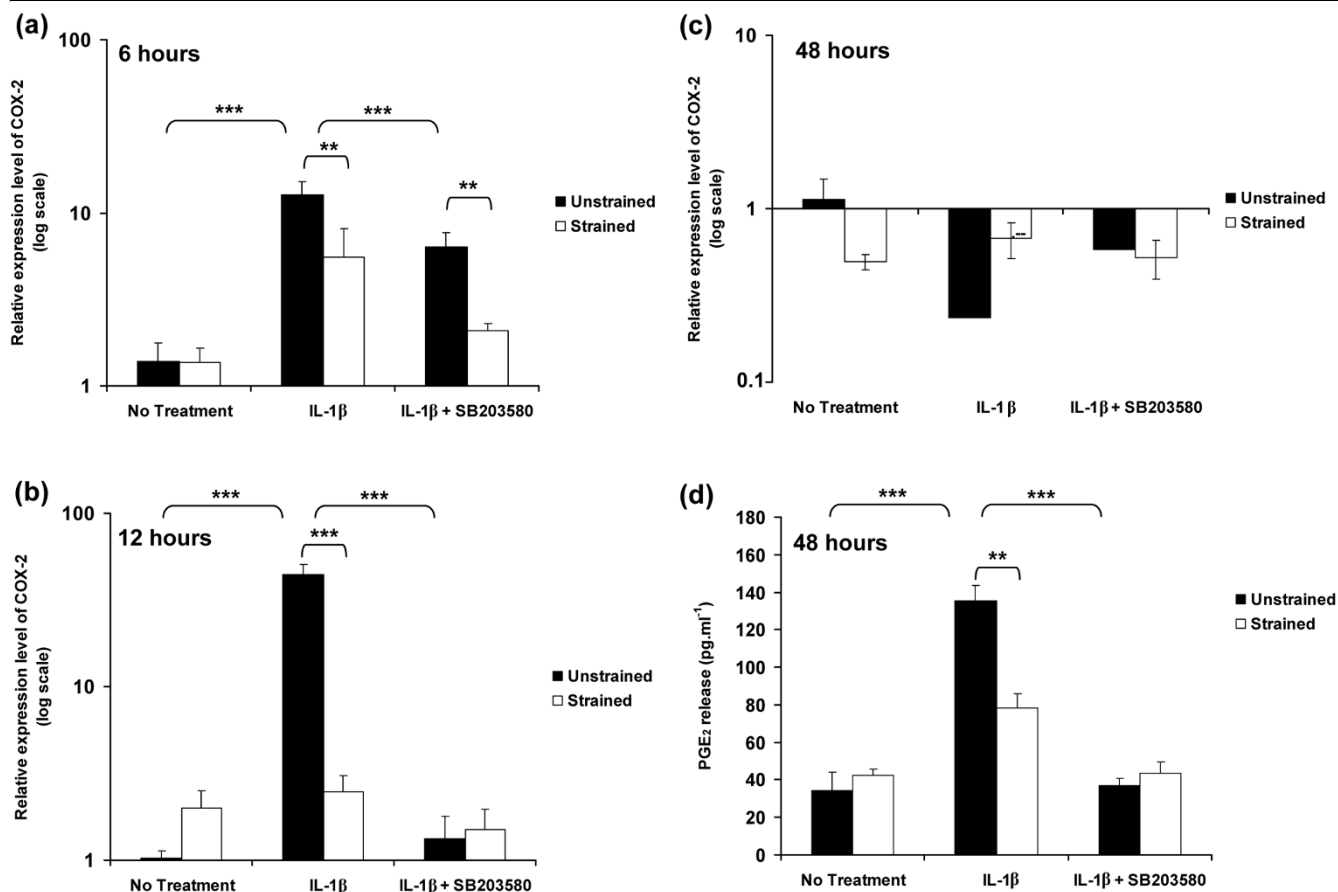 (a)
100
6 hours
***
***
**
**
10
1
Relative expression level of COX-2
(log scale)
Unstrained
Strained
No Treatment
IL-1β
IL-1β + SB203580
(c)
10
48 hours
1
0.1
Relative expression level of COX-2
(log scale)
Unstrained
Strained
No Treatment
IL-1β
IL-1β + SB203580
(b)
***
***
100
12 hours
***
10
1
Relative expression level of COX-2
(log scale)
Unstrained
Strained
No Treatment
IL-1β
IL-1β + SB203580
(d)
***
***
180
48 hours
160
**
140
120
100
80
60
40
20
0
PGE₂ release (pg.ml⁻¹)
Unstrained
Strained
No Treatment
IL-1β
IL-1β + SB203580